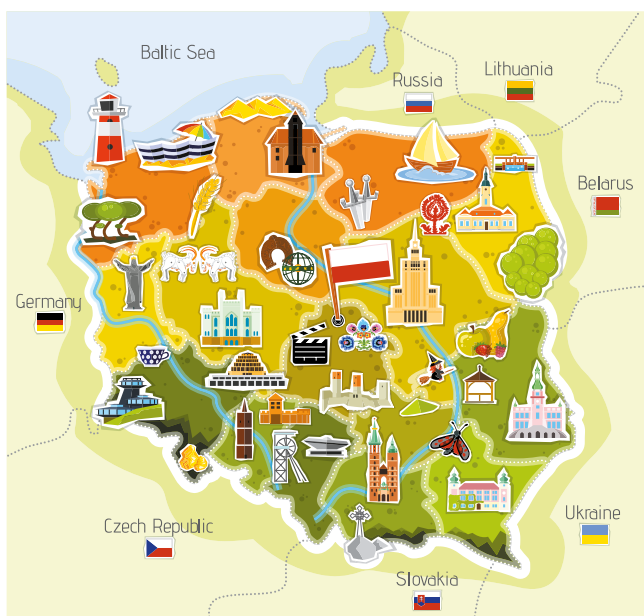 Baltic Sea
Lithuania
Russia
Belarus
Germany
Ukraine
Czech Republic
Slovakia